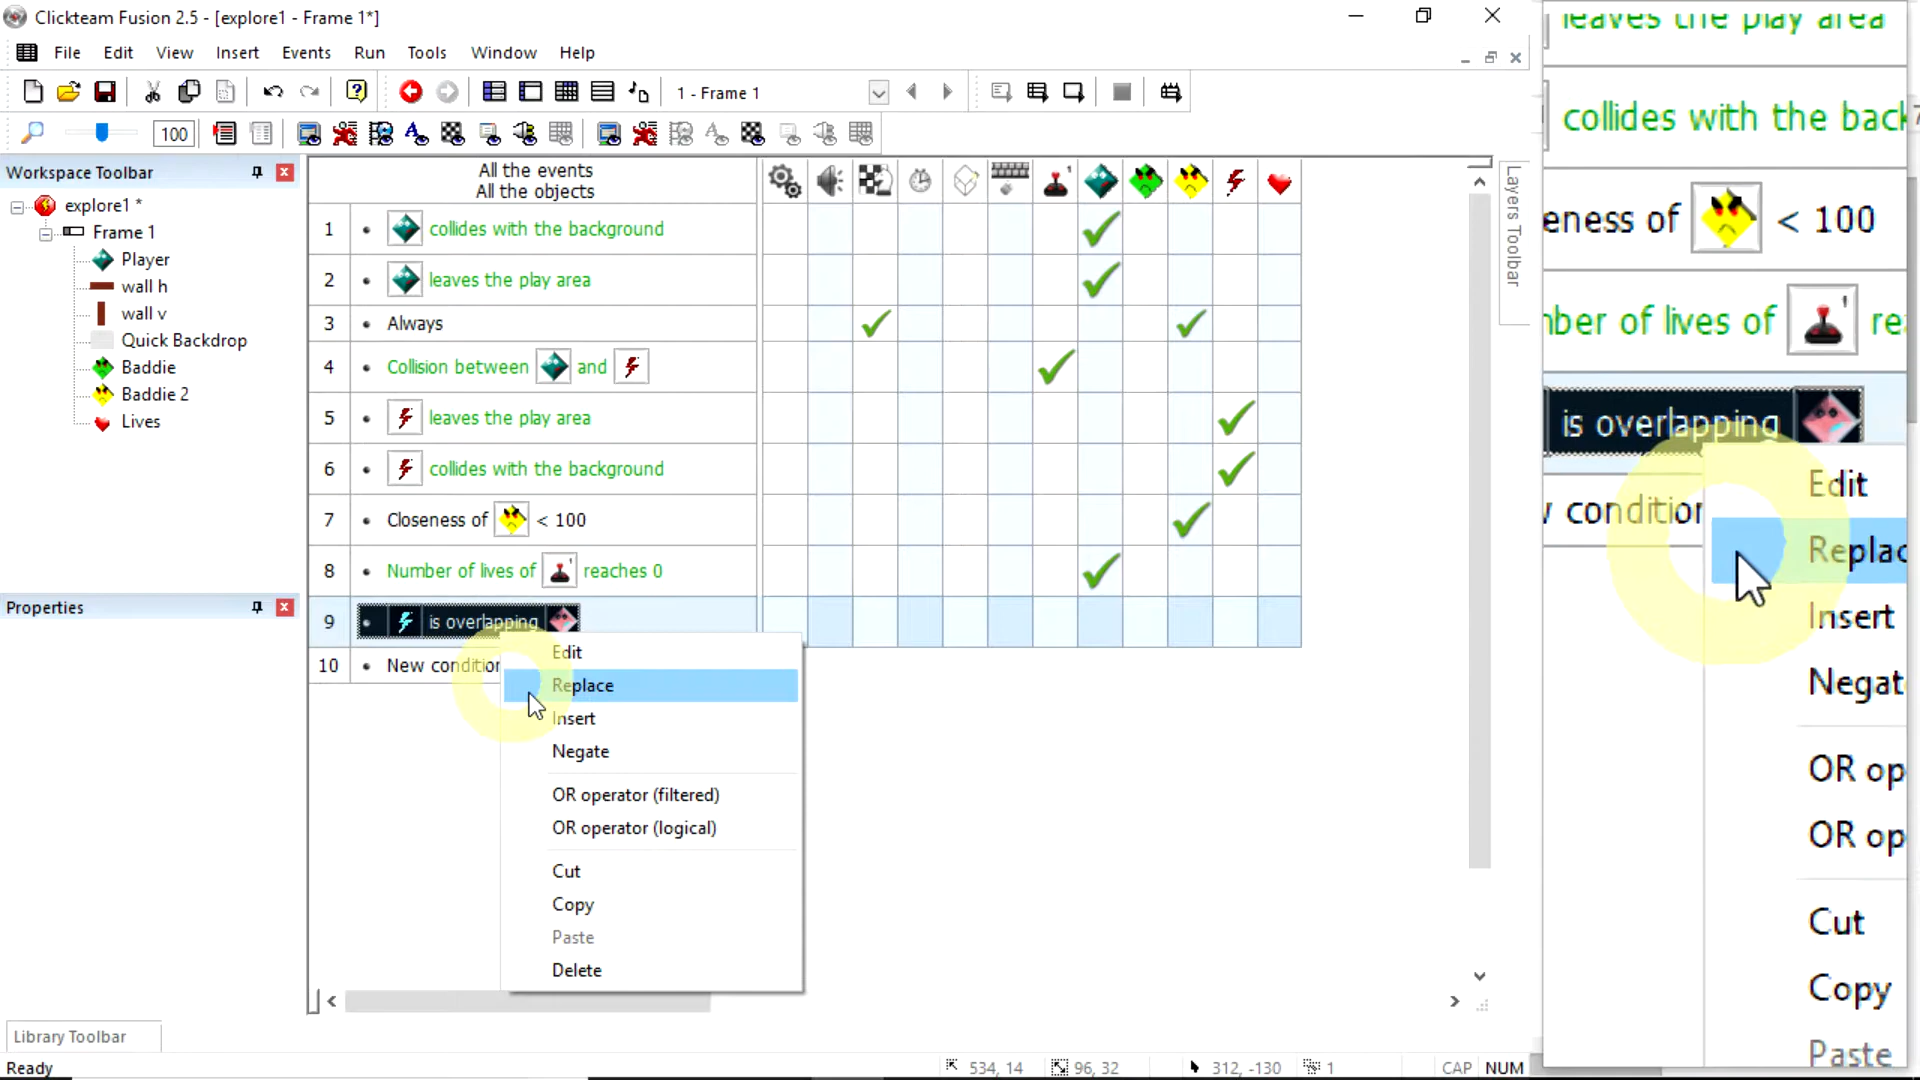 Clickteam Fusion 2.5 - [explore1 - Frame 1*]
File Edit View Insert Events Run Tools Window Help
1 - Frame 1
100
Workspace Toolbar
explore1 *
Frame 1
Player
wall h
wall v
Quick Backdrop
Baddie
Baddie 2
Lives
Properties
Library Toolbar
All the events
All the objects
1 • collides with the background
2 • leaves the play area
3 • Always
4 • Collision between and
5 • leaves the play area
6 • collides with the background
7 • Closeness of < 100
8 • Number of lives of reaches 0
9 • is overlapping
10 • New condition
Edit
Replace
Insert
Negate
OR operator (filtered)
OR operator (logical)
Cut
Copy
Paste
Delete
Layers Toolbar
leaves the play area
collides with the back
eness of < 100
ber of lives of re
is overlapping
condition
Edit
Replac
Insert
Negat
OR op
OR op
Cut
Copy
Paste
Ready
534, 14
96, 32
312, -130
1
CAP NUM